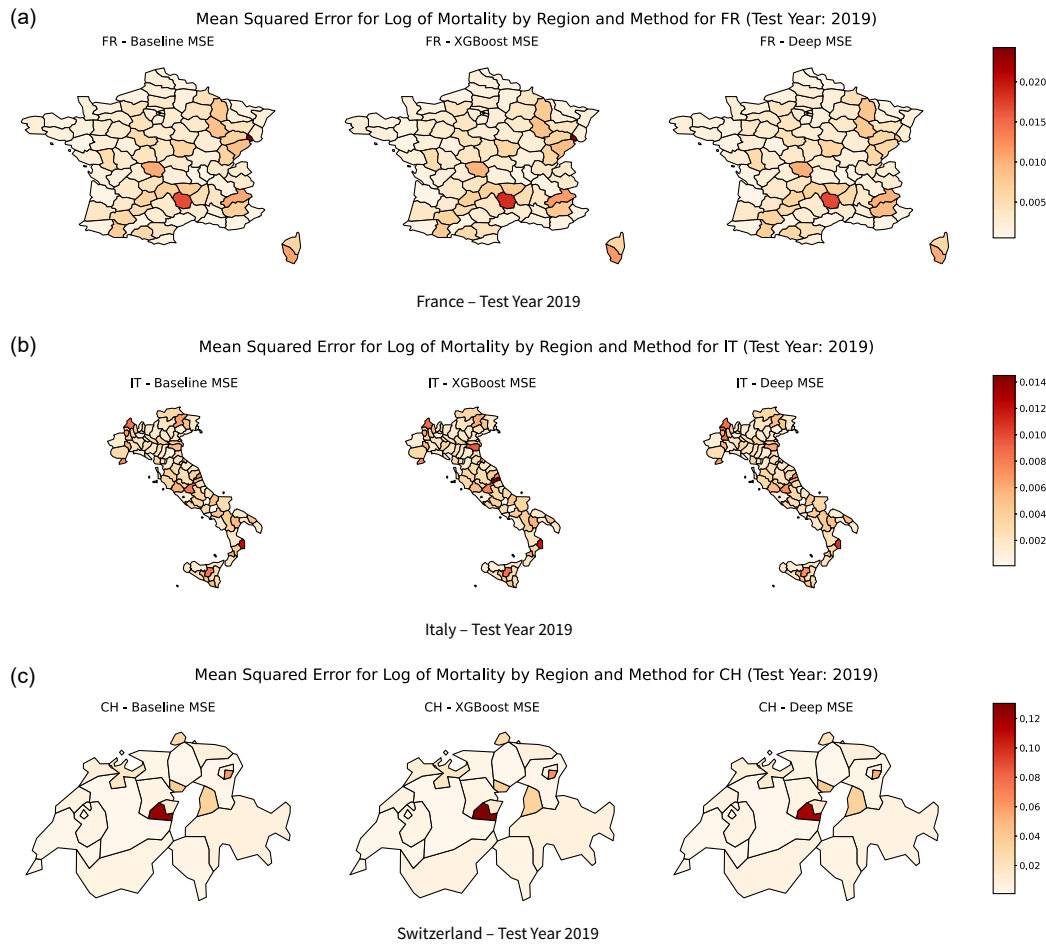 (a)
Mean Squared Error for Log of Mortality by Region and Method for FR (Test Year: 2019)
FR - Baseline MSE
FR - XGBoost MSE
FR - Deep MSE
0.020
0.015
0.010
0.005
France – Test Year 2019
(b)
Mean Squared Error for Log of Mortality by Region and Method for IT (Test Year: 2019)
IT - Baseline MSE
IT - XGBoost MSE
IT - Deep MSE
0.014
0.012
0.010
0.008
0.006
0.004
0.002
Italy – Test Year 2019
(c)
Mean Squared Error for Log of Mortality by Region and Method for CH (Test Year: 2019)
CH - Baseline MSE
CH - XGBoost MSE
CH - Deep MSE
0.12
0.10
0.08
0.06
0.04
0.02
Switzerland – Test Year 2019